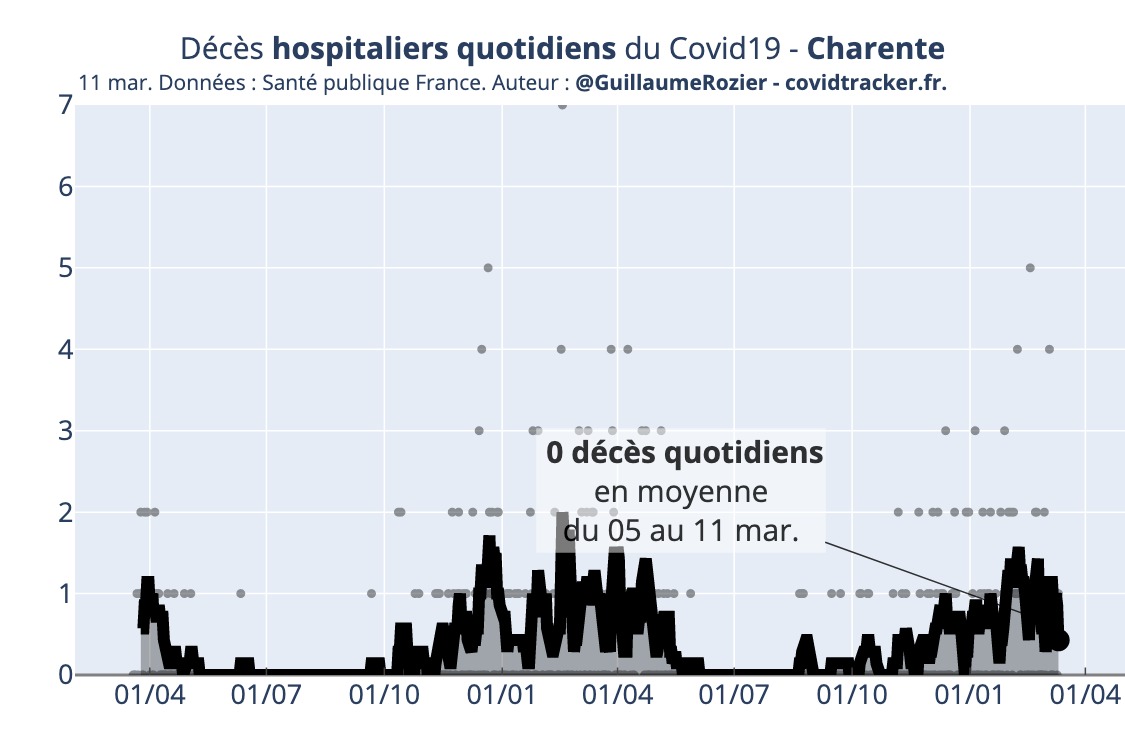 Décès hospitaliers quotidiens du Covid19 - Charente
11 mar. Données : Santé publique France. Auteur : @GuillaumeRozier - covidtracker.fr.
7
6
5
4
3
2
1
0
0 décès quotidiens
en moyenne
du 05 au 11 mar.
01/04 01/07 01/10 01/01 01/04 01/07 01/10 01/01 01/04